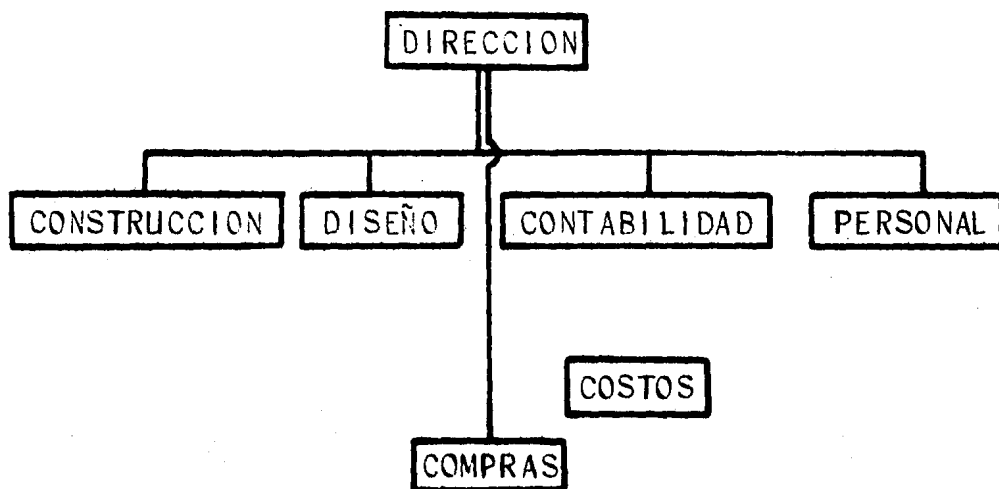 DIRECCION
CONSTRUCCION
DISEÑO
CONTABILIDAD
PERSONAL
COSTOS
COMPRAS